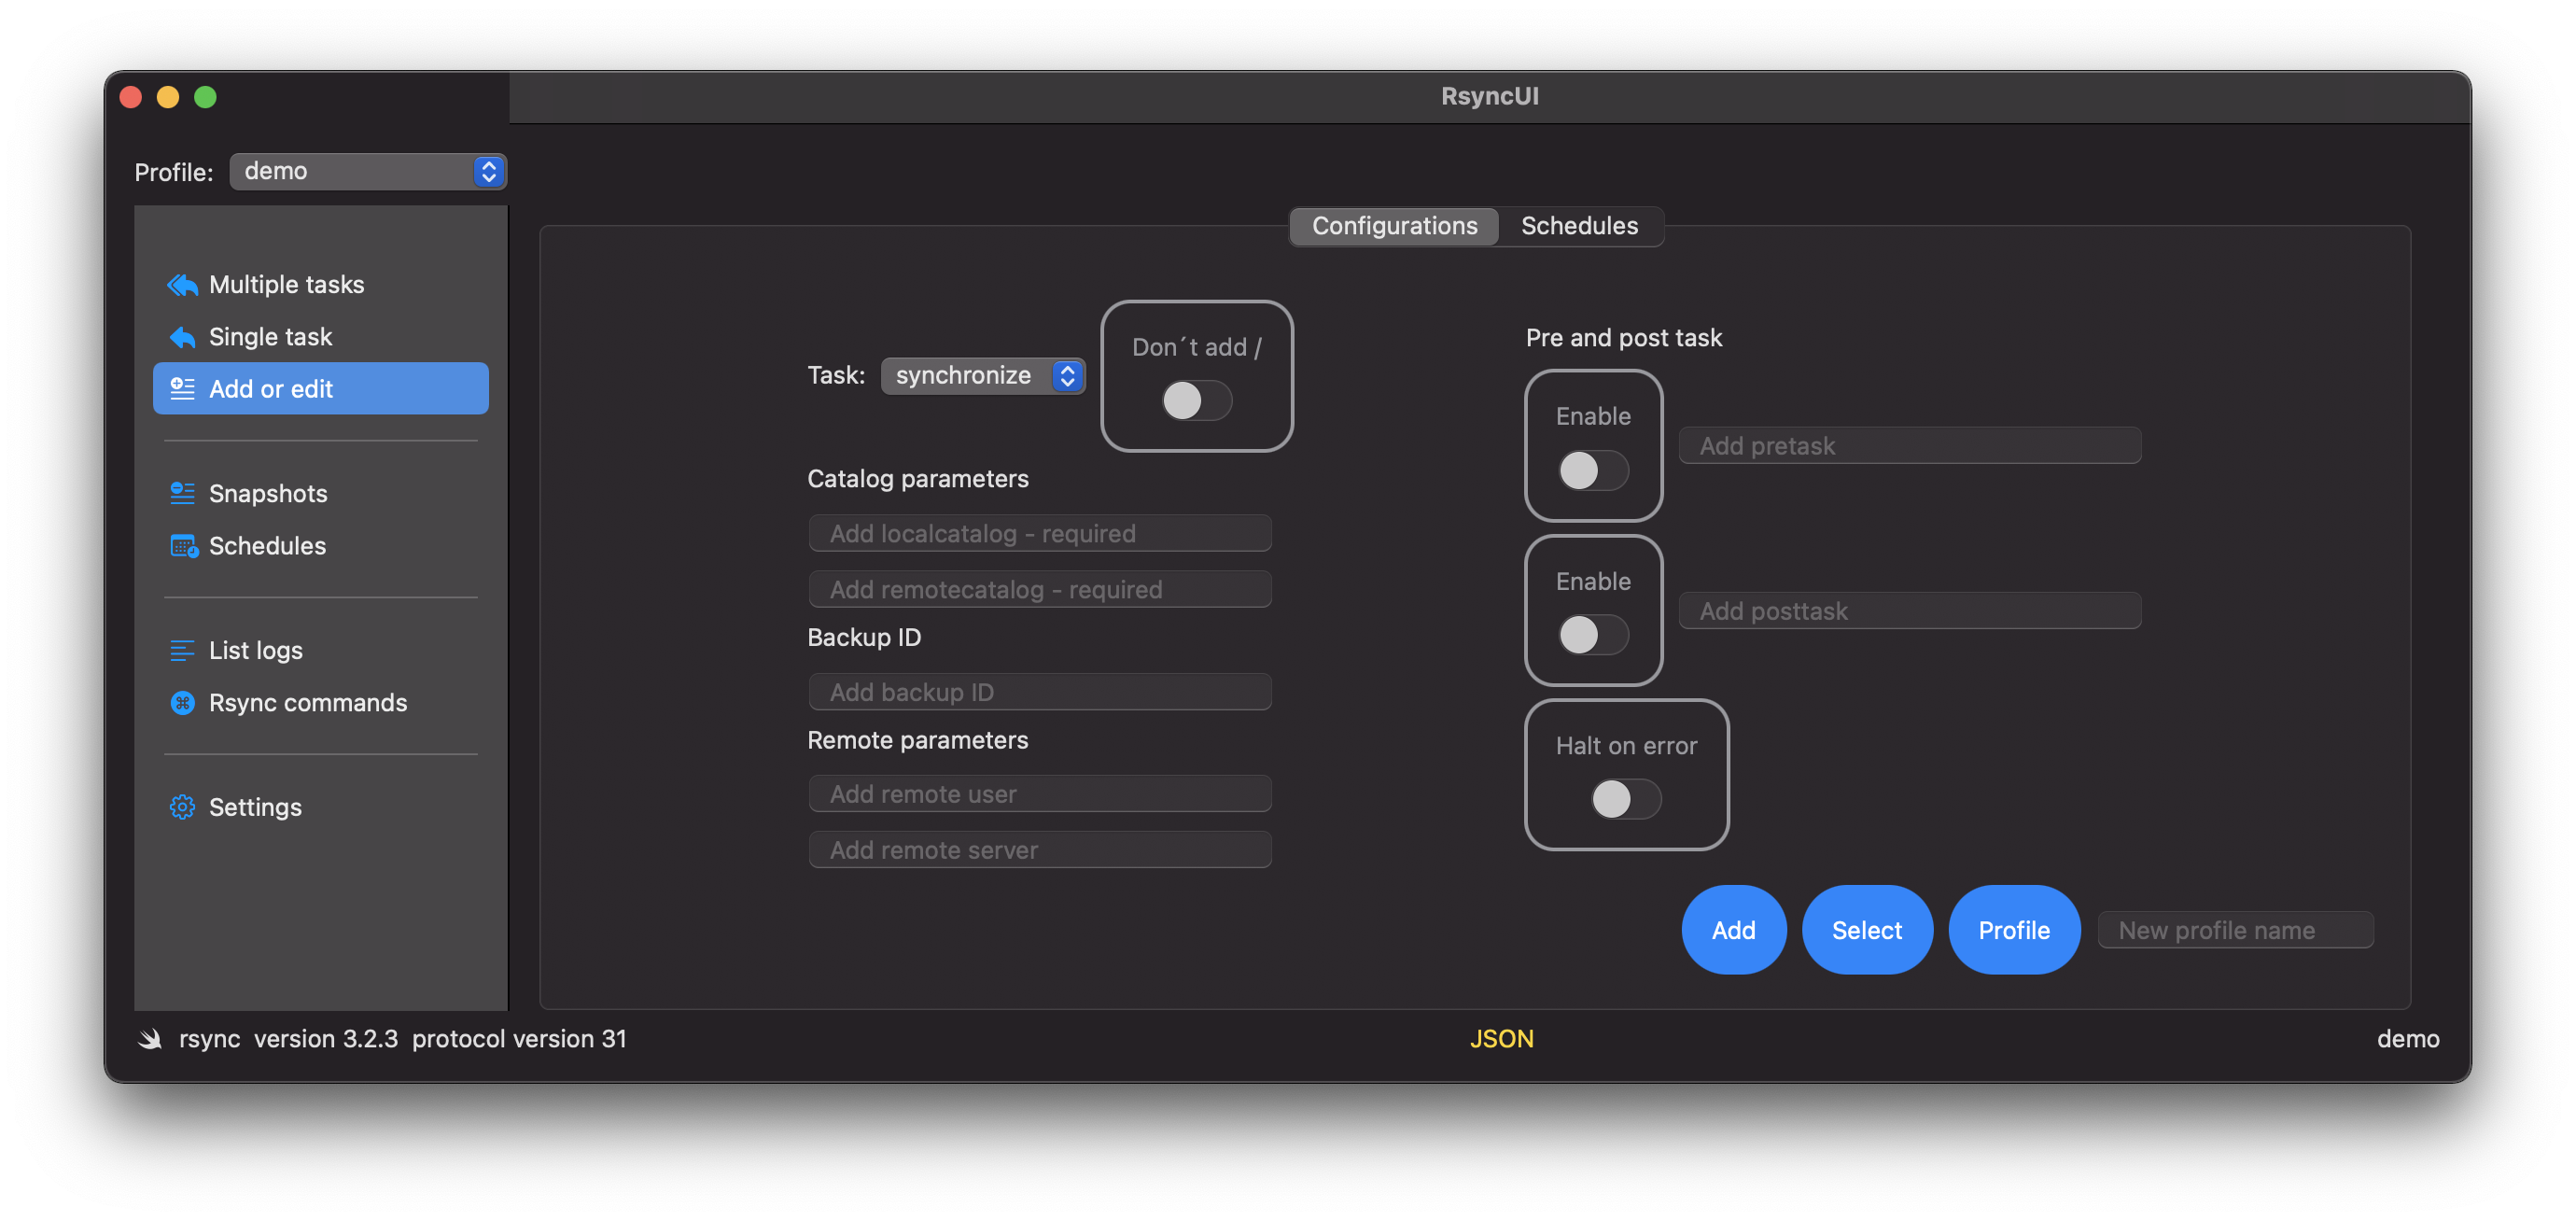 RsyncUI
Profile: demo
Multiple tasks
Single task
Add or edit
Snapshots
Schedules
List logs
Rsync commands
Settings
Configurations Schedules
Task: synchronize
Don´t add /
Catalog parameters
Add localcatalog - required
Add remotecatalog - required
Backup ID
Add backup ID
Remote parameters
Add remote user
Add remote server
Pre and post task
Enable
Add pretask
Enable
Add posttask
Halt on error
Add Select Profile New profile name
rsync version 3.2.3 protocol version 31
JSON
demo